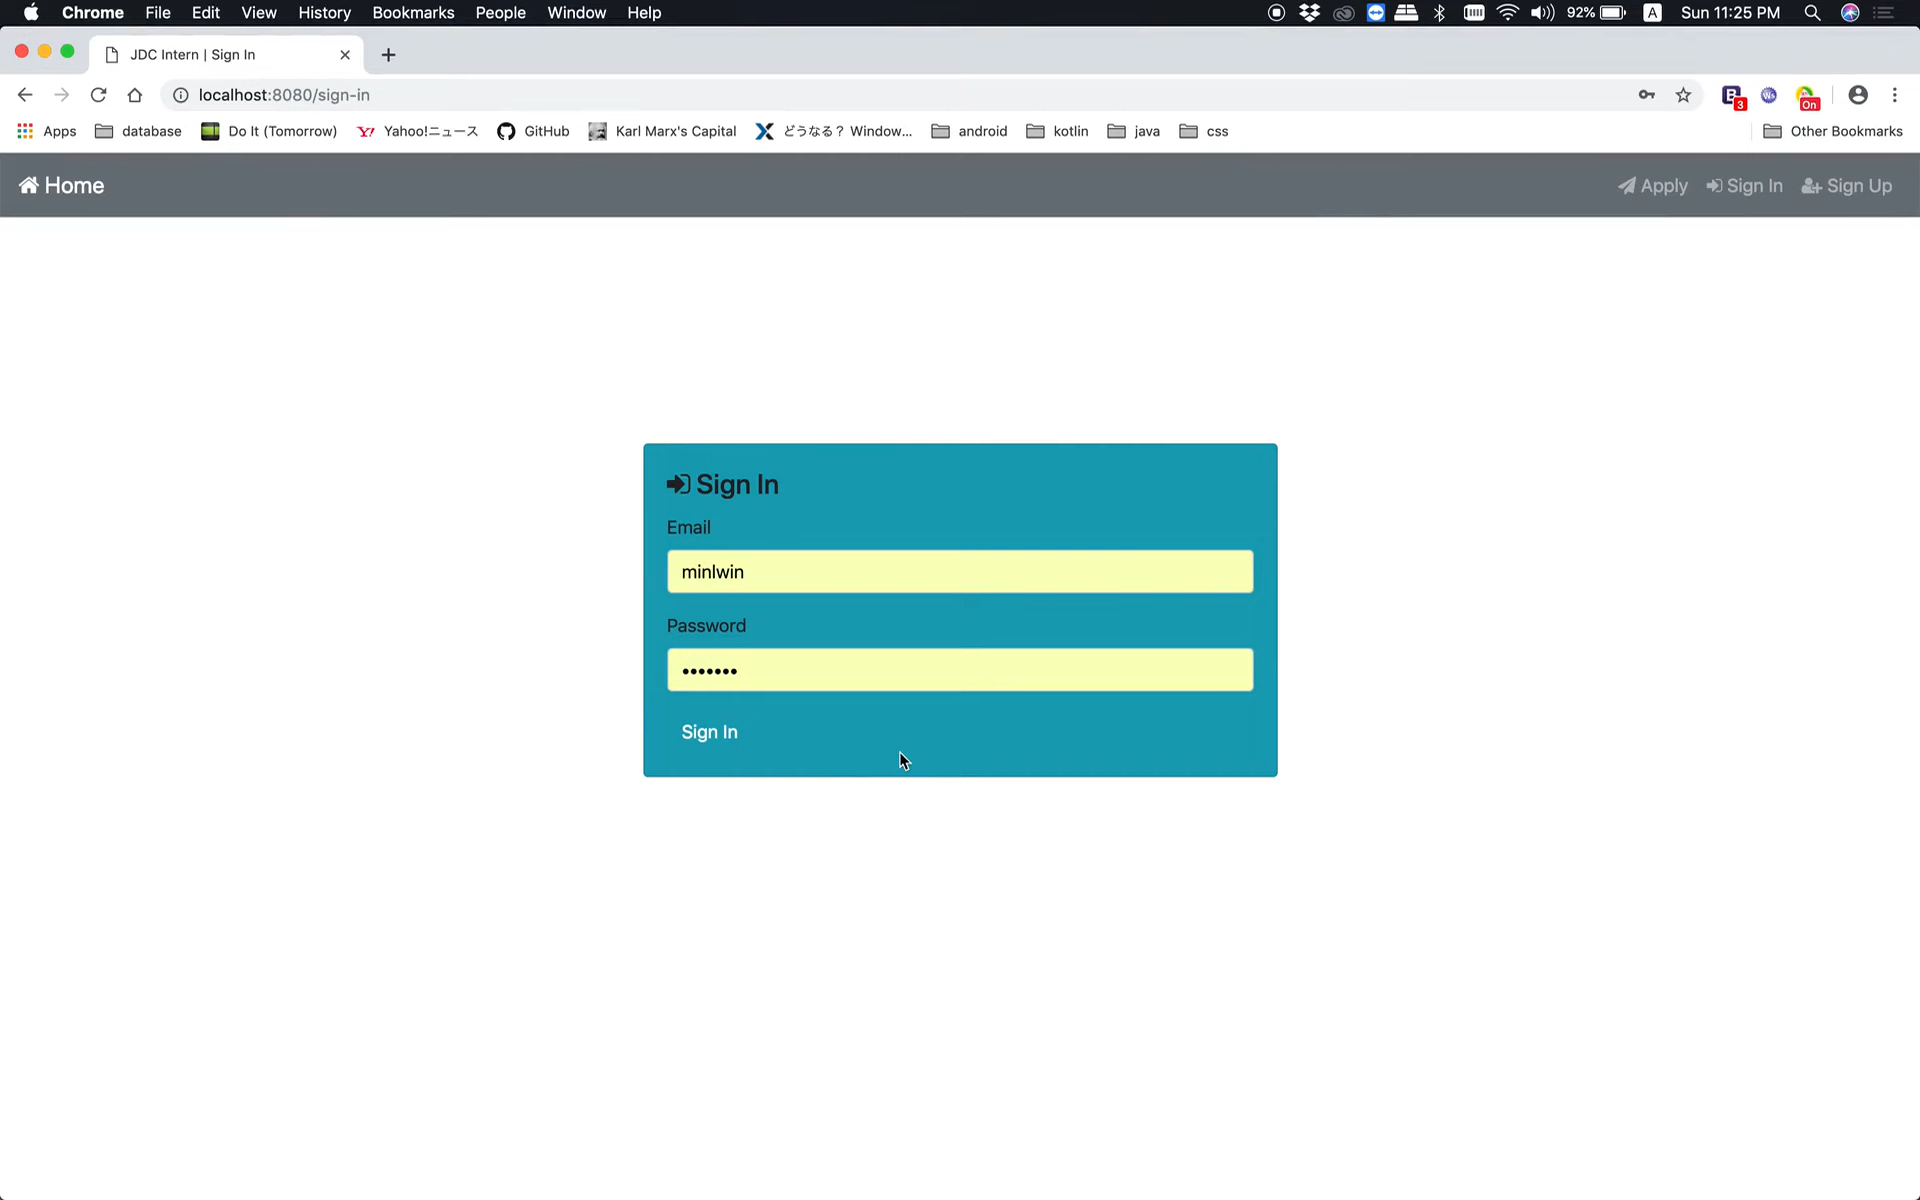 Chrome File Edit View History Bookmarks People Window Help 92% A Sun 11:25 PM
JDC Intern | Sign In
localhost:8080/sign-in 3 Ws On
Apps database Do It (Tomorrow) Y! Yahoo!ニュース GitHub Karl Marx's Capital どうなる？ Window... android kotlin java css Other Bookmarks
Home Apply Sign In Sign Up
Sign In
Email
minlwin
Password
•••••••
Sign In